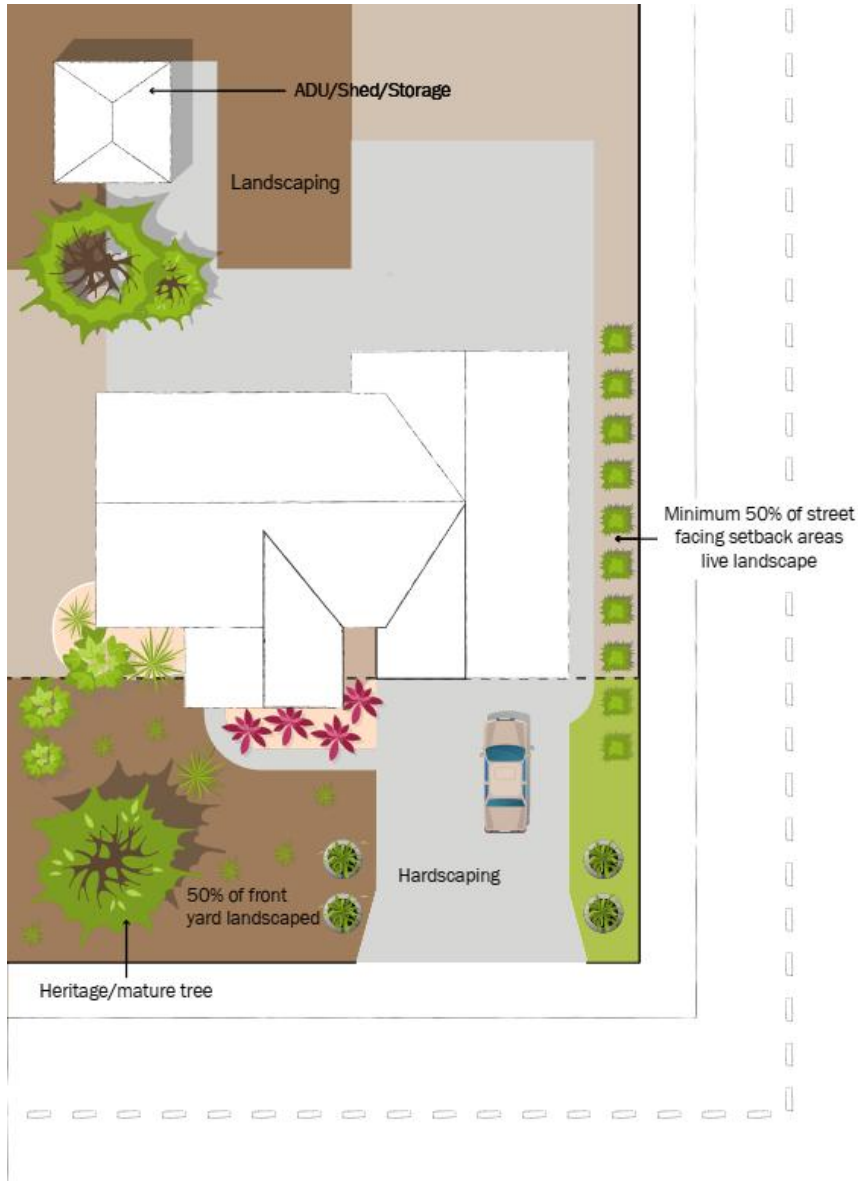 ADU/Shed/Storage
Landscaping
Minimum 50% of street
facing setback areas
live landscape
Hardscaping
50% of front
yard landscaped
Heritage/mature tree